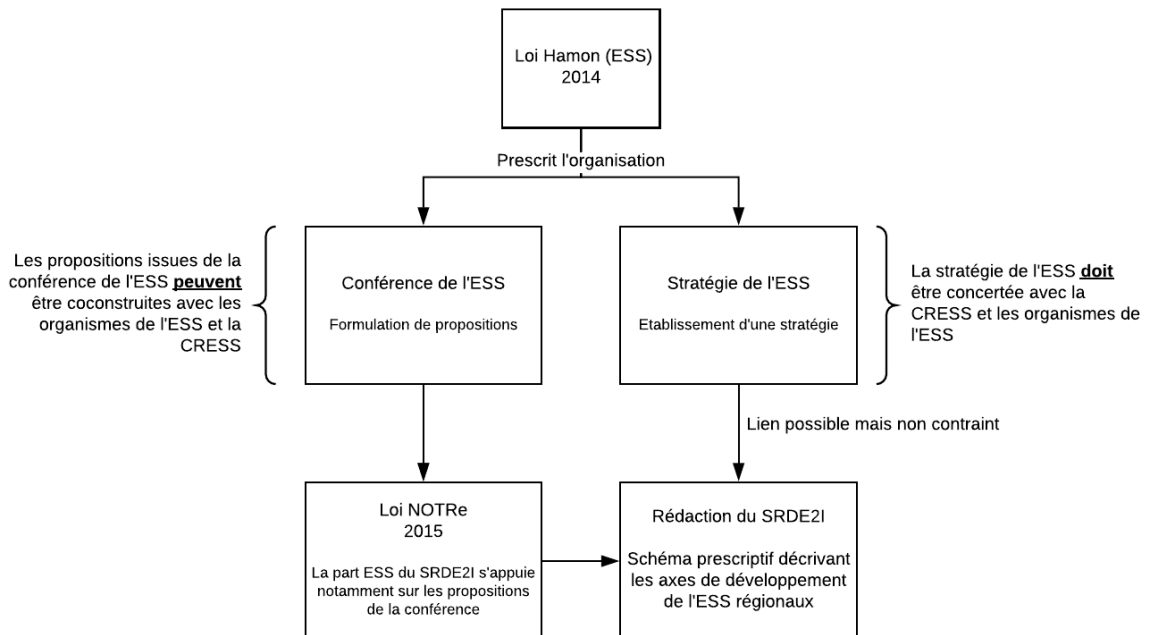 Loi Hamon (ESS)
2014
Prescrit l'organisation
Les propositions issues de la
conférence de l'ESS peuvent
être coconstruites avec les
organismes de l'ESS et la
CRESS
Conférence de l'ESS
Formulation de propositions
Stratégie de l'ESS
Etablissement d'une stratégie
La stratégie de l'ESS doit
être concertée avec la
CRESS et les organismes de
l'ESS
Lien possible mais non contraint
Loi NOTRe
2015
La part ESS du SRDE2I s'appuie
notamment sur les propositions
de la conférence
Rédaction du SRDE2I
Schéma prescriptif décrivant
les axes de développement
de l'ESS régionaux